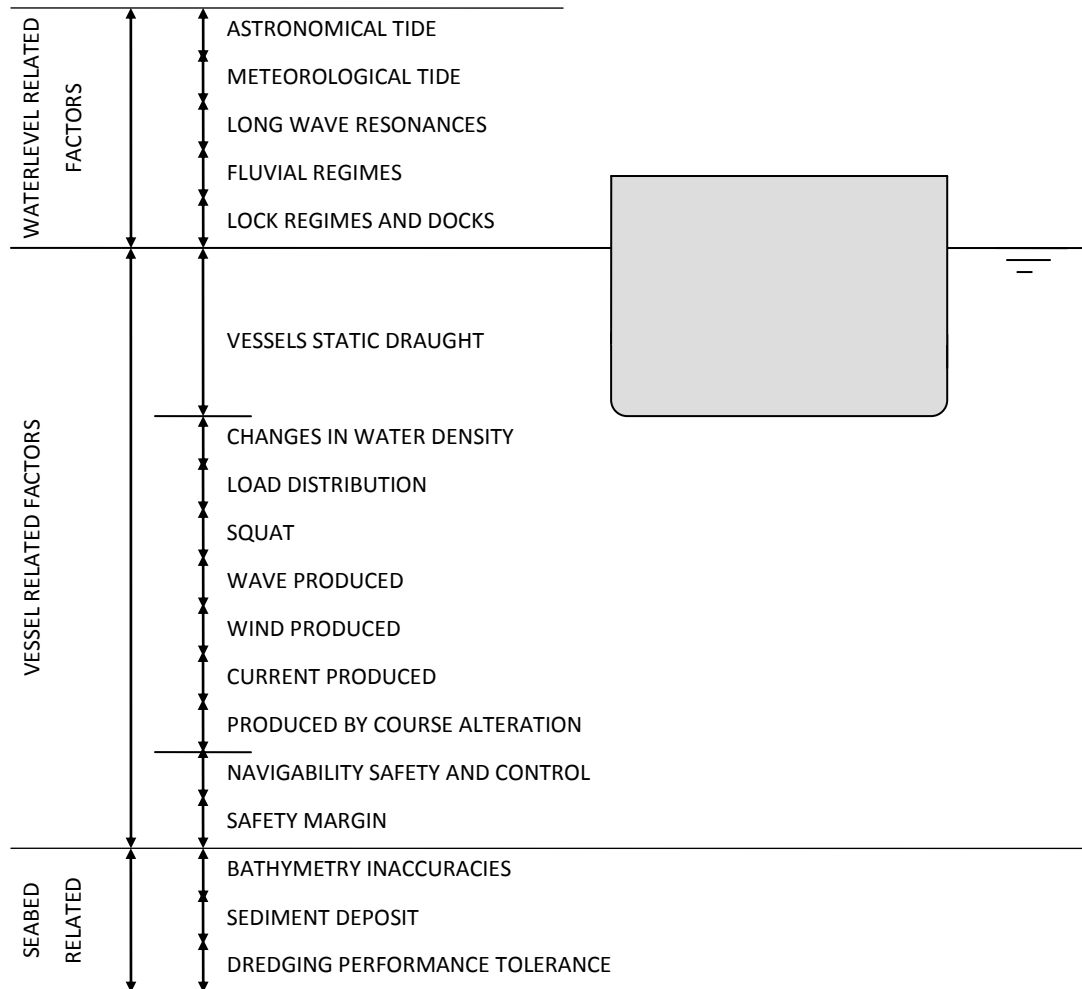 WATERLEVEL RELATED
FACTORS
ASTRONOMICAL TIDE
METEOROLOGICAL TIDE
LONG WAVE RESONANCES
FLUVIAL REGIMES
LOCK REGIMES AND DOCKS
VESSEL RELATED FACTORS
VESSELS STATIC DRAUGHT
CHANGES IN WATER DENSITY
LOAD DISTRIBUTION
SQUAT
WAVE PRODUCED
WIND PRODUCED
CURRENT PRODUCED
PRODUCED BY COURSE ALTERATION
NAVIGABILITY SAFETY AND CONTROL
SAFETY MARGIN
SEABED
RELATED
BATHYMETRY INACCURACIES
SEDIMENT DEPOSIT
DREDGING PERFORMANCE TOLERANCE